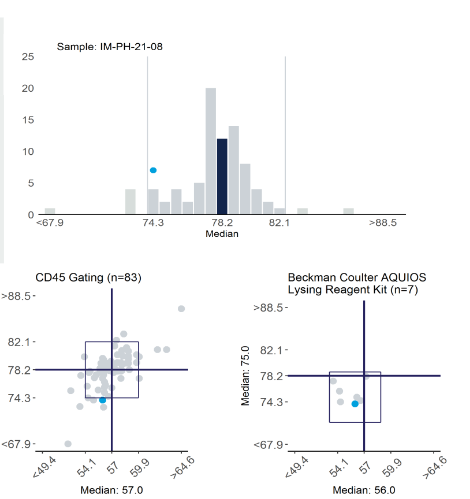 Sample: IM-PH-21-08
25
20
15
10
5
0
<67.9 74.3 78.2 82.1 >88.5
Median
CD45 Gating (n=83)
>88.5
82.1
78.2
74.3
<67.9
<49.4 54.1 57 59.9 >64.6
Median: 57.0
Beckman Coulter AQUIOS
Lysing Reagent Kit (n=7)
Median: 75.0
>88.5
82.1
78.2
74.3
<67.9
<49.4 54.1 57 59.9 >64.6
Median: 56.0